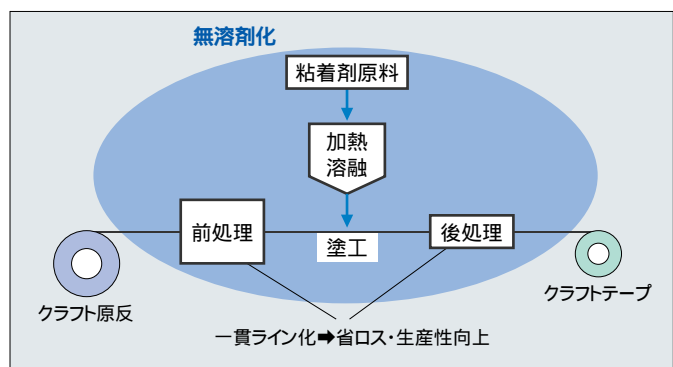 無溶剤化
粘着剤原料
加熱
溶融
前処理
塗工
後処理
クラフト原反
クラフトテープ
一貫ライン化➡省ロス・生産性向上